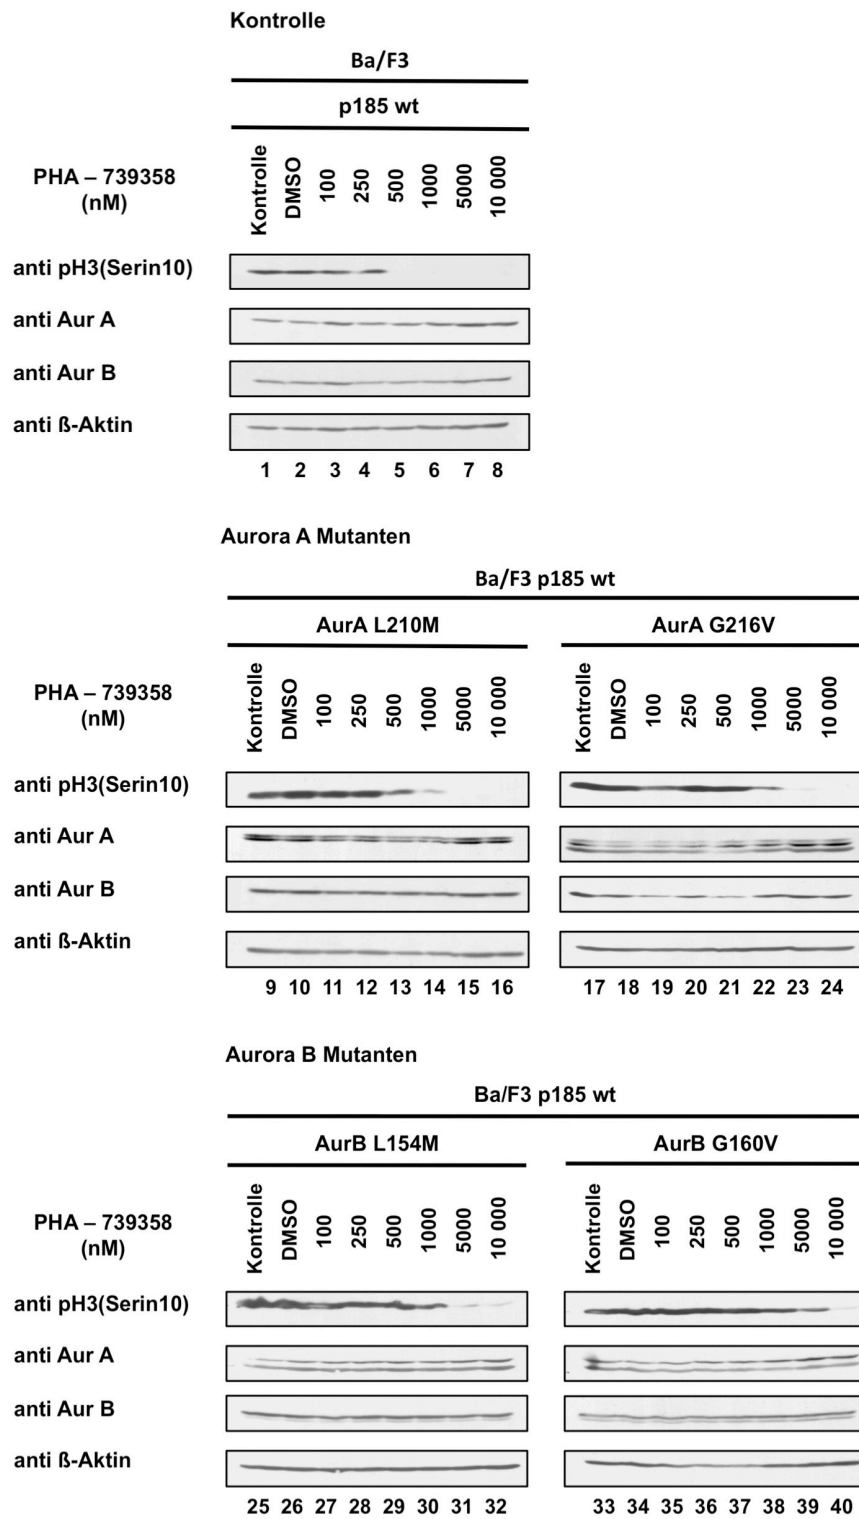 Kontrolle
Ba/F3
p185 wt
PHA – 739358
(nM)
Kontrolle DMSO 100 250 500 1000 5000 10 000
anti pH3(Serin10)
anti Aur A
anti Aur B
anti ß-Aktin
1 2 3 4 5 6 7 8
Aurora A Mutanten
Ba/F3 p185 wt
AurA L210M AurA G216V
PHA – 739358
(nM)
Kontrolle DMSO 100 250 500 1000 5000 10 000 Kontrolle DMSO 100 250 500 1000 5000 10 000
anti pH3(Serin10)
anti Aur A
anti Aur B
anti ß-Aktin
9 10 11 12 13 14 15 16 17 18 19 20 21 22 23 24
Aurora B Mutanten
Ba/F3 p185 wt
AurB L154M AurB G160V
PHA – 739358
(nM)
Kontrolle DMSO 100 250 500 1000 5000 10 000 Kontrolle DMSO 100 250 500 1000 5000 10 000
anti pH3(Serin10)
anti Aur A
anti Aur B
anti ß-Aktin
25 26 27 28 29 30 31 32 33 34 35 36 37 38 39 40